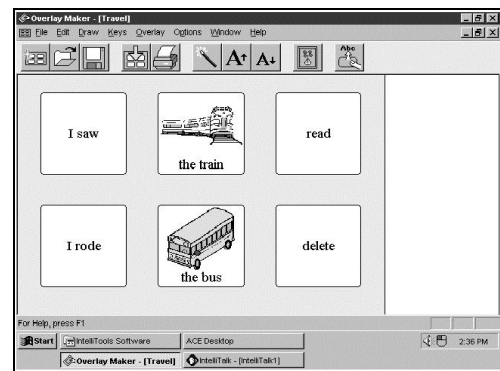 Overlay Maker - [Travel]
File Edit Draw Keys Overlay Options Window Help
A A Abc
I saw
the train
read
I rode
the bus
delete
For Help, press F1
Start IntelliTools Software ACE Desktop 2:36 PM
Overlay Maker - [Travel] IntelliTalk - [IntelliTalk1]